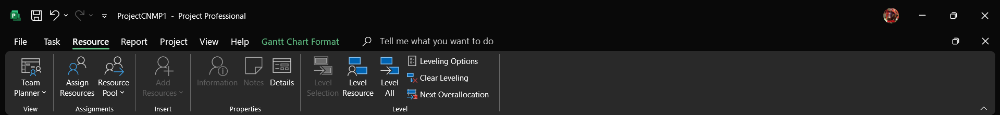 ProjectCNMP1 - Project Professional
File Task Resource Report Project View Help Gantt Chart Format Tell me what you want to do
Team Planner
View
Assign Resources
Resource Pool
Assignments
Add Resources
Insert
Information
Notes
Details
Properties
Level Selection
Level Resource
Level All
Leveling Options
Clear Leveling
Next Overallocation
Level